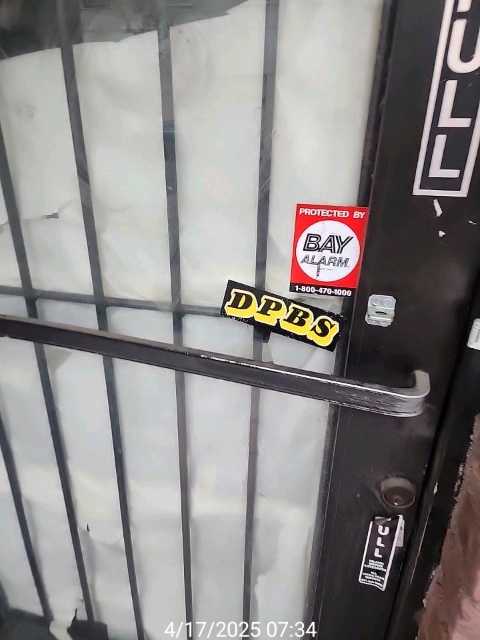 ULL
PROTECTED BY
BAY
ALARM
1-800-470-1000
DPBS
ULL
4/17/2025 07:34